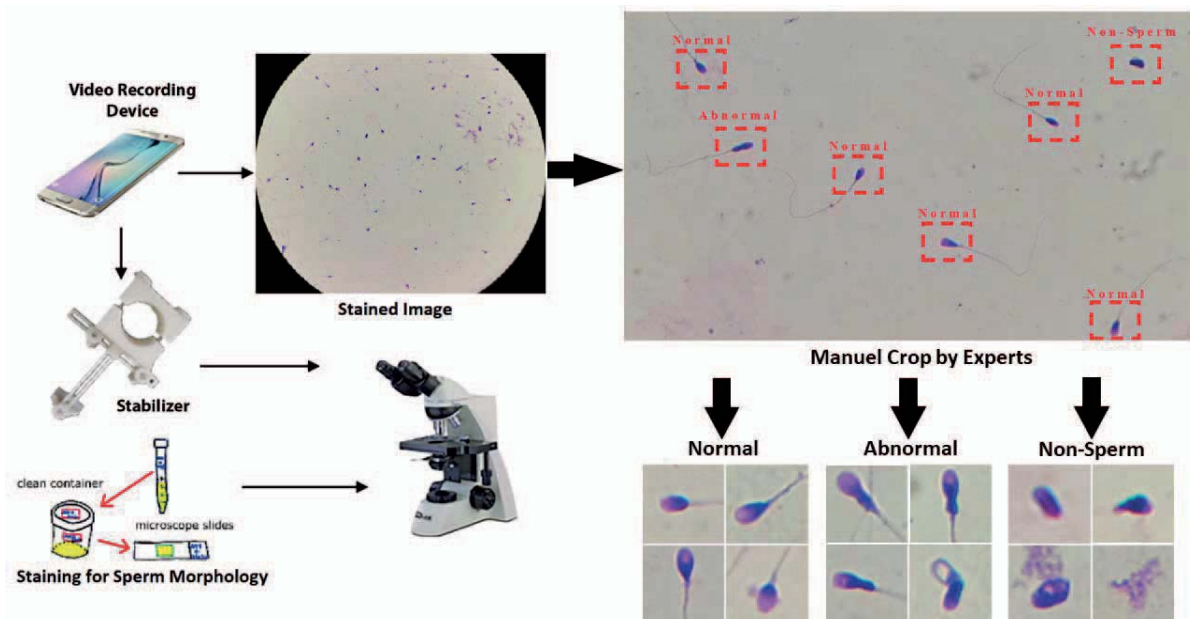 Video Recording
Device
Stained Image
Stabilizer
clean container
microscope slides
Staining for Sperm Morphology
Normal
Non-Sperm
Normal
Abnormal
Normal
Normal
Normal
Manuel Crop by Experts
Normal
Abnormal
Non-Sperm